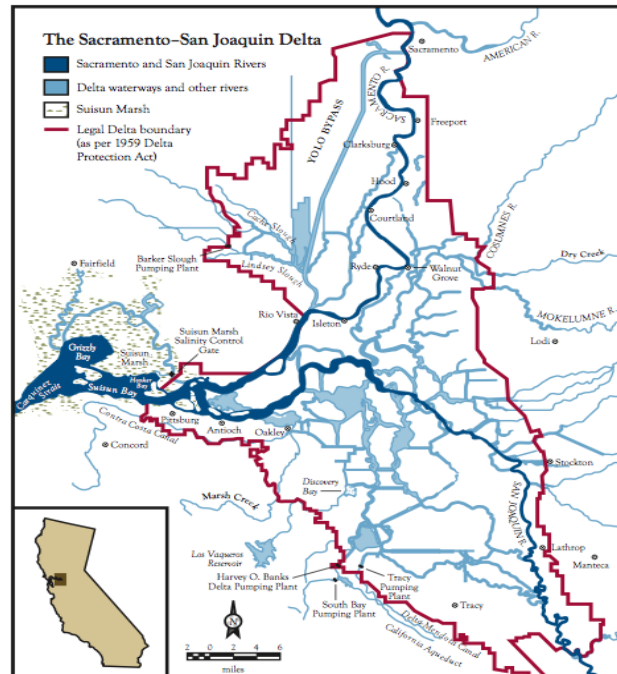 The Sacramento–San Joaquin Delta
Sacramento and San Joaquin Rivers
Delta waterways and other rivers
Suisun Marsh
Legal Delta boundary
(as per 1959 Delta
Protection Act)
Sacramento
AMERICAN R.
SACRAMENTO R.
YOLO BYPASS
Freeport
Clarksburg
Hood
Courtland
COSUMNES R.
Cache Slough
Barker Slough
Pumping Plant
Lindsey Slough
Ryde
Walnut
Grove
Dry Creek
MOKELUMNE R.
Fairfield
Rio Vista
Isleton
Lodi
Suisun Marsh
Salinity Control
Gate
Grizzly
Bay
Suisun
Marsh
Honker
Bay
Suisun Bay
Carquinez
Strait
Pittsburg
Antioch
Oakley
Contra Costa Canal
Concord
Stockton
Discovery
Bay
Marsh Creek
SAN JOAQUIN R.
Los Vaqueros
Reservoir
Lathrop
Manteca
Harvey O. Banks
Delta Pumping Plant
Tracy
Pumping
Plant
South Bay
Pumping Plant
Tracy
Delta Mendota Canal
California Aqueduct
N
2 0 2 4 6
miles